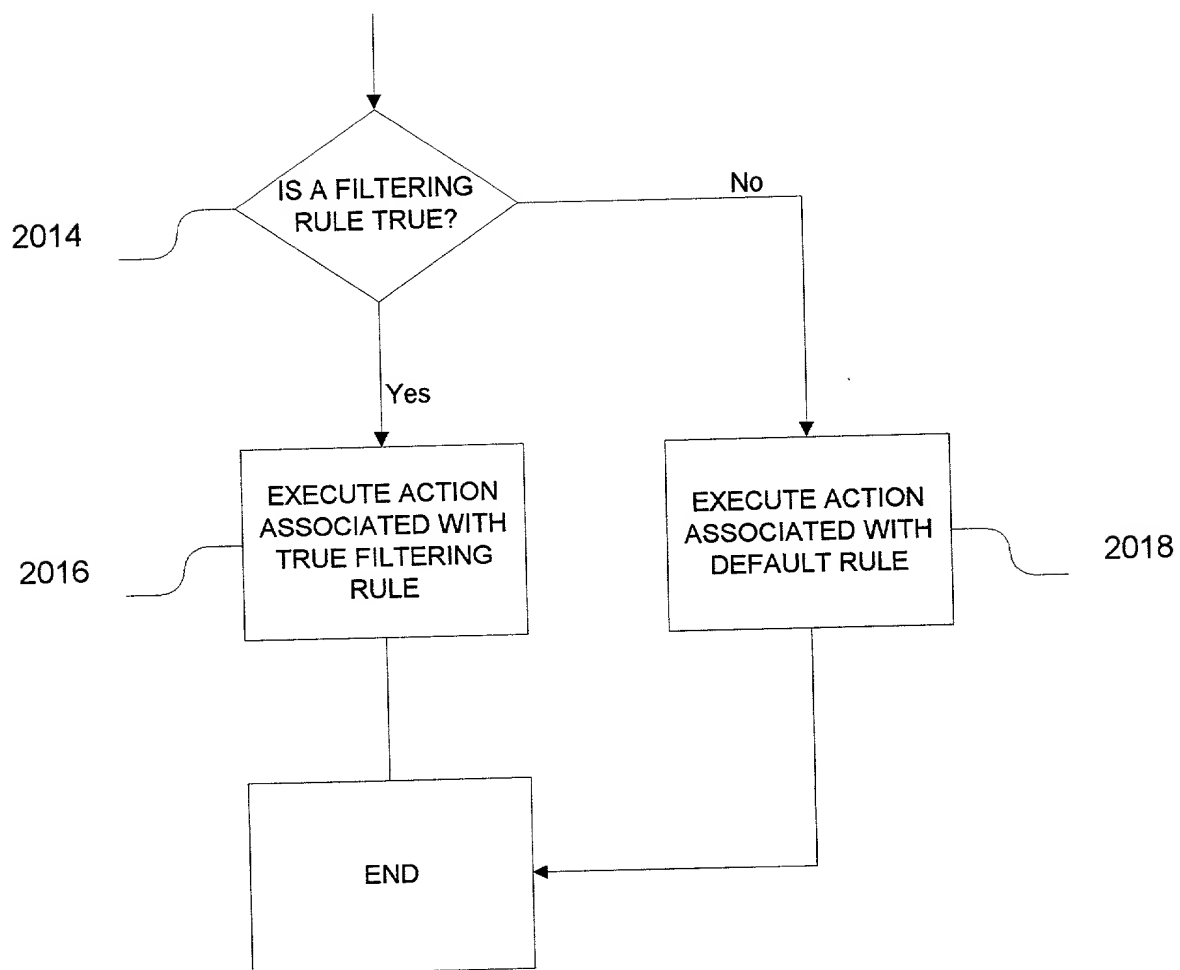 IS A FILTERING
RULE TRUE?
No
2014
Yes
EXECUTE ACTION
ASSOCIATED WITH
TRUE FILTERING
RULE
EXECUTE ACTION
ASSOCIATED WITH
DEFAULT RULE
2016
2018
END